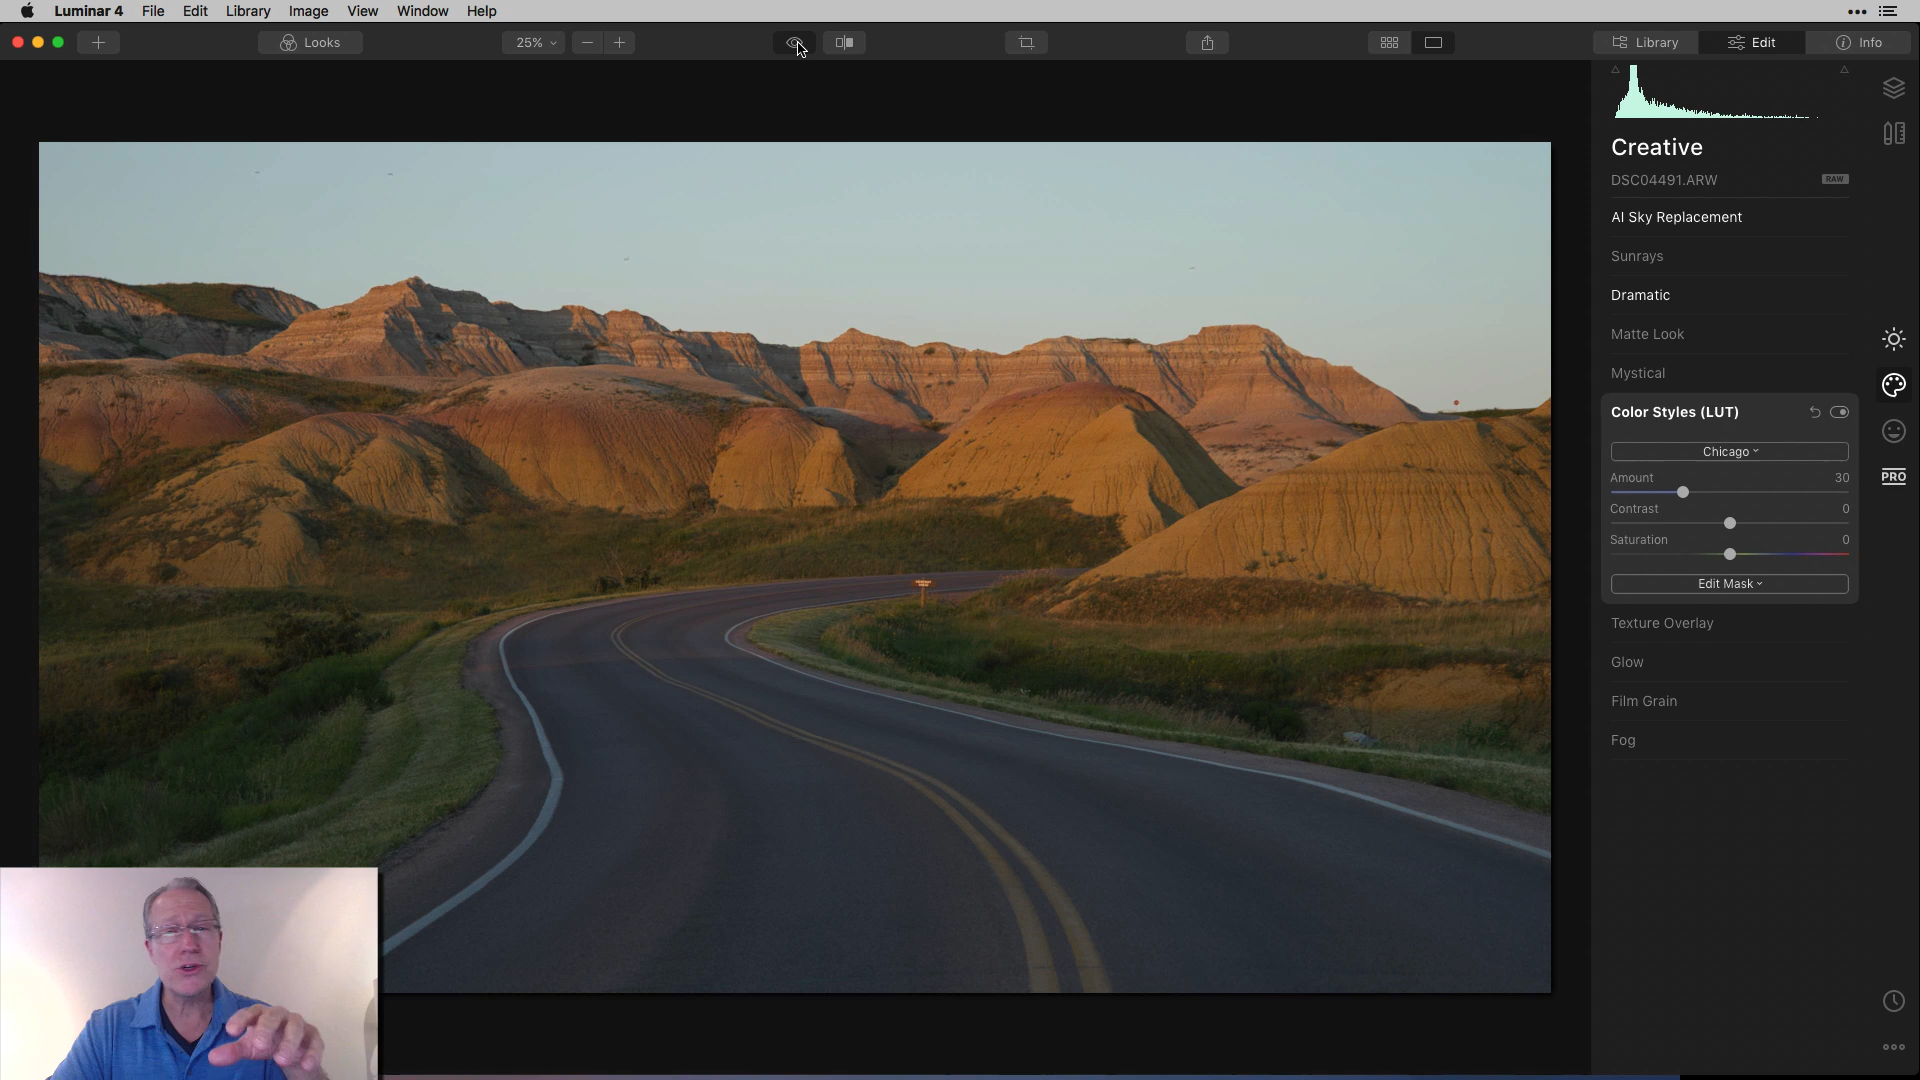 Luminar 4 File Edit Library Image View Window Help
Looks 25% Library Edit Info
Creative
DSC04491.ARW RAW
AI Sky Replacement
Sunrays
Dramatic
Matte Look
Mystical
Color Styles (LUT)
Chicago
Amount 30
Contrast 0
Saturation 0
Edit Mask
Texture Overlay
Glow
Film Grain
Fog
PRO